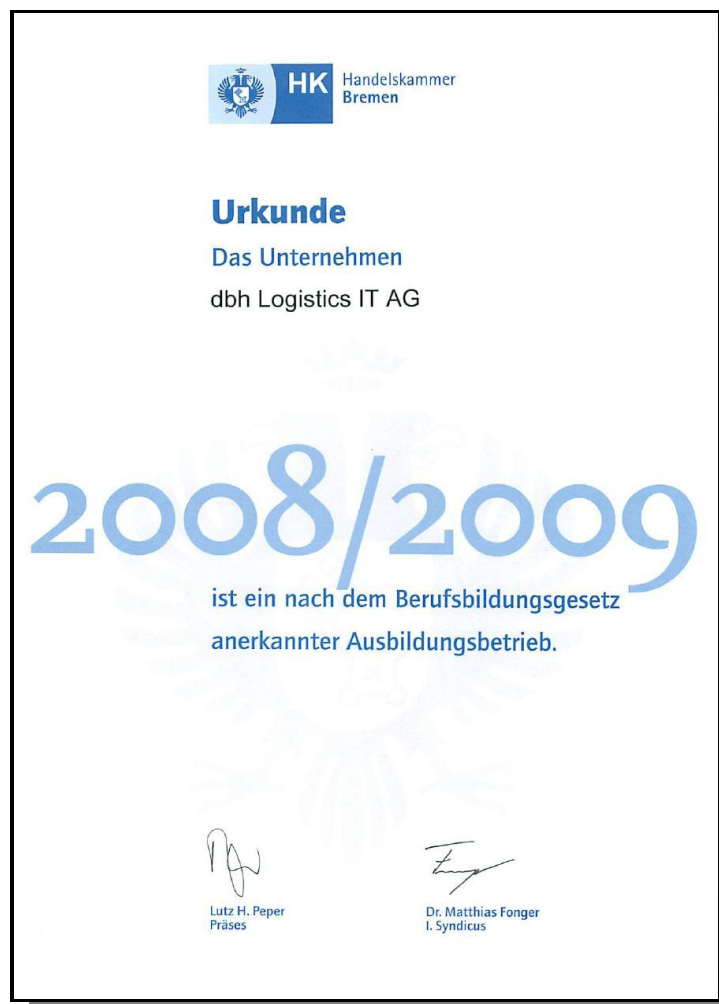 HK Handelskammer
Bremen
Urkunde
Das Unternehmen
dbh Logistics IT AG
2008/2009
ist ein nach dem Berufsbildungsgesetz
anerkannter Ausbildungsbetrieb.
Lutz H. Peper
Präses
Dr. Matthias Fonger
I. Syndicus